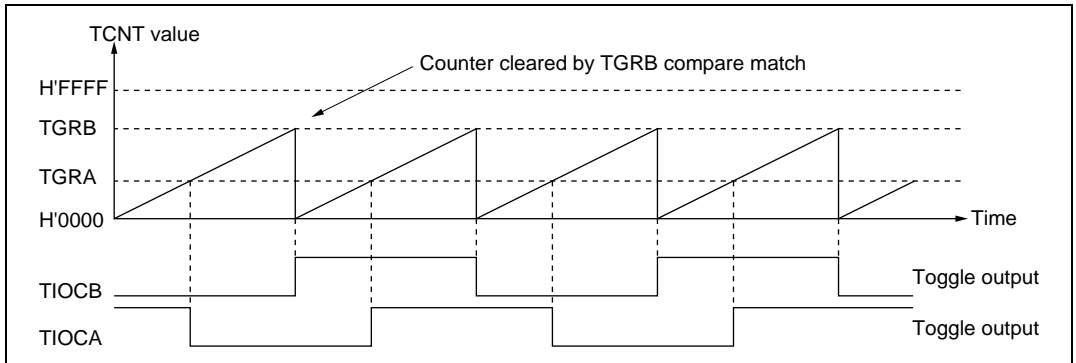 TCNT value
Counter cleared by TGRB compare match
H'FFFF
TGRB
TGRA
H'0000
Time
TIOCB
Toggle output
TIOCA
Toggle output